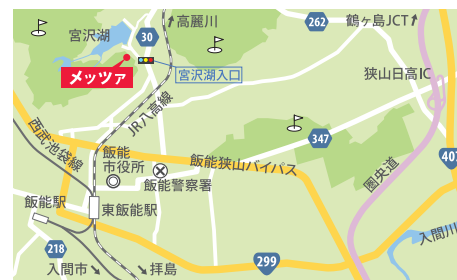 高麗川
262
鶴ヶ島JCT
宮沢湖
30
メッツァ
宮沢湖入口
狭山日高IC
JR八高線
西武池袋線
飯能
市役所
飯能狭山バイパス
347
圏央道
407
飯能警察署
飯能駅
東飯能駅
入間川
218
299
入間市
拝島